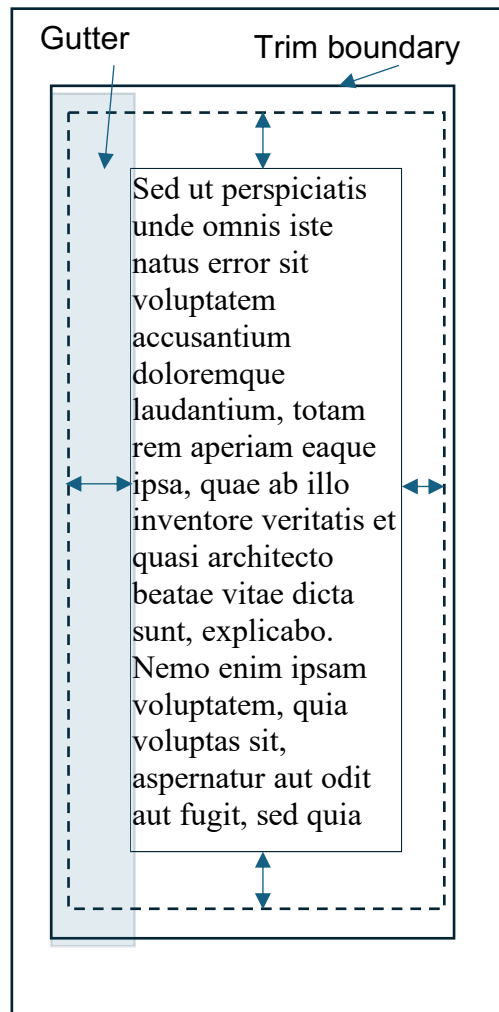 Gutter
Trim boundary
Sed ut perspiciatis
unde omnis iste
natus error sit
voluptatem
accusantium
doloremque
laudantium, totam
rem aperiam eaque
ipsa, quae ab illo
inventore veritatis et
quasi architecto
beatae vitae dicta
sunt, explicabo.
Nemo enim ipsam
voluptatem, quia
voluptas sit,
aspernatur aut odit
aut fugit, sed quia